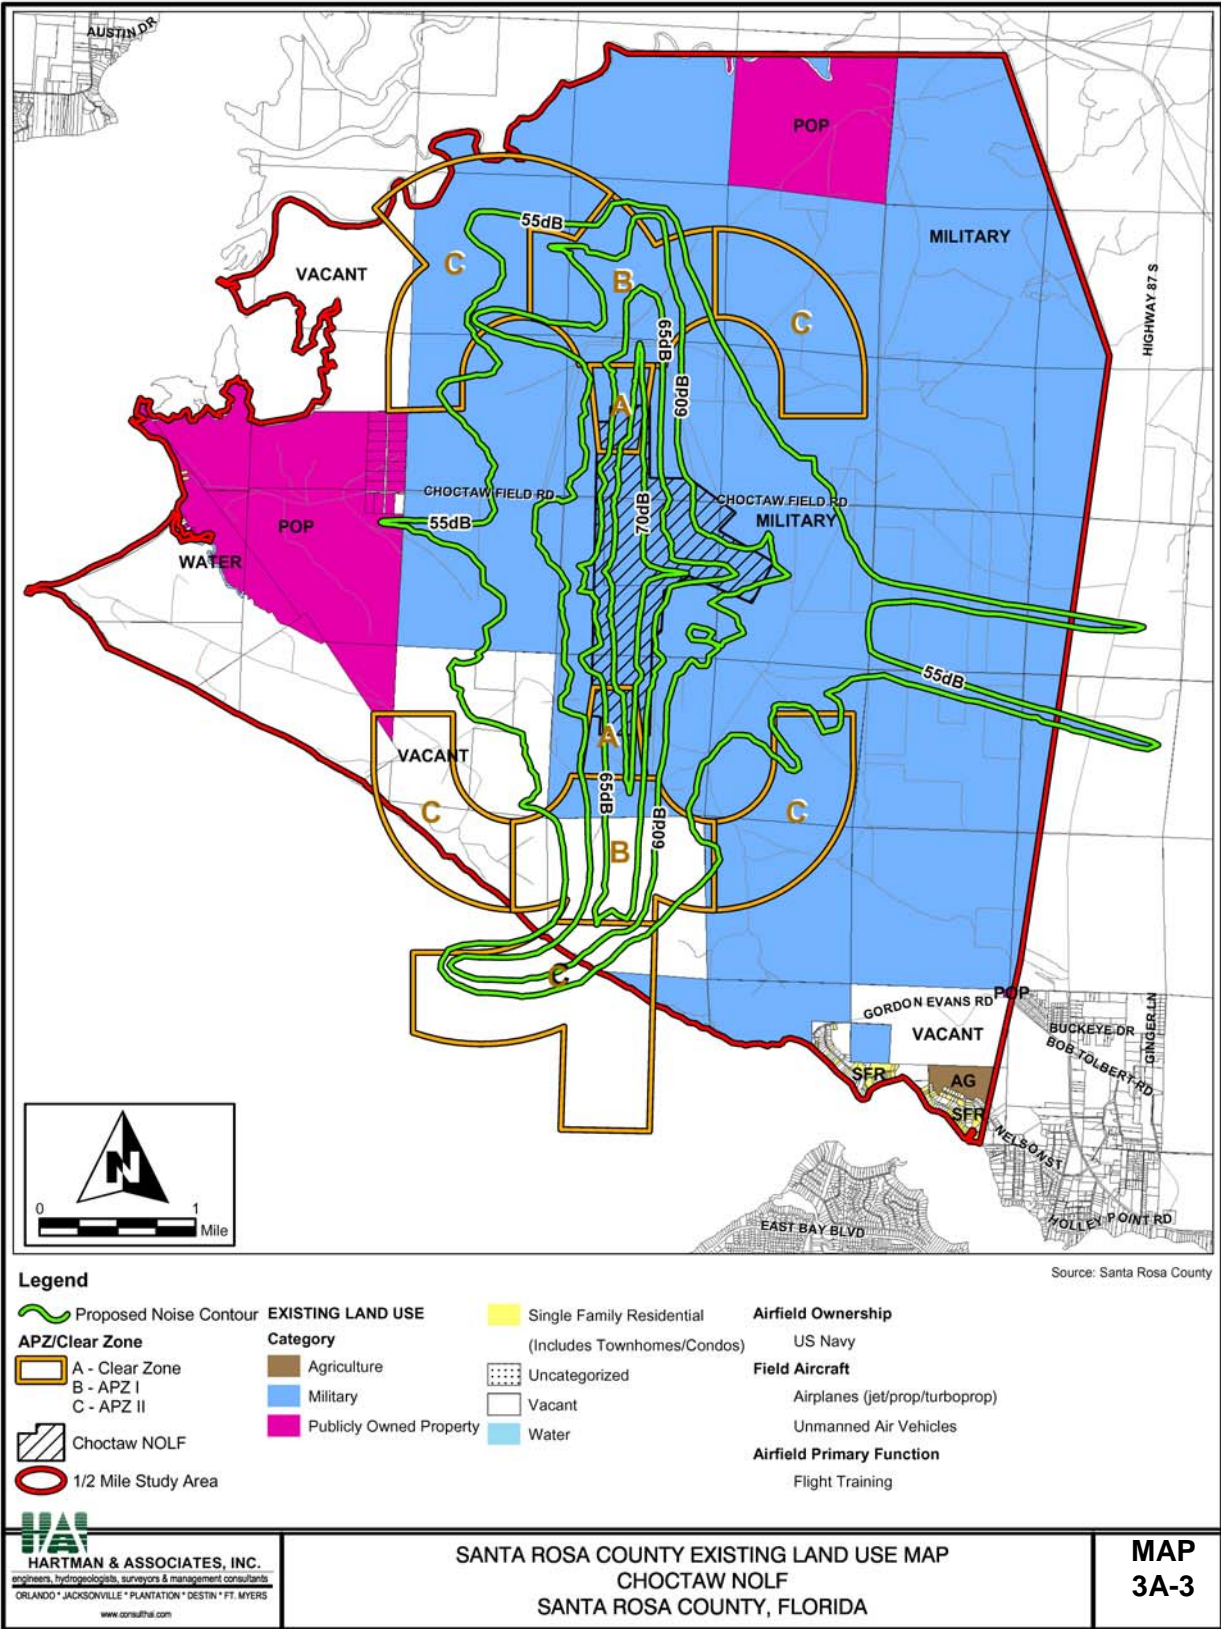 AUSTIN DR
POP
MILITARY
55dB
VACANT
C
B
C
HIGHWAY 87 S
65dB
60dB
A
CHOCTAW FIELD RD
CHOCTAW FIELD RD
70dB
MILITARY
55dB
POP
WATER
55dB
A
VACANT
65dB
60dB
C
C
B
C
POP
GORDON EVANS RD
VACANT
BUCKEYE DR
BOB TOLBERT RD
GINGER LN
SFR
AG
SFR
NELSON ST
HOLLEY POINT RD
EAST BAY BLVD
N
0 1
Mile
Source: Santa Rosa County
Legend
Proposed Noise Contour
APZ/Clear Zone
A - Clear Zone
B - APZ I
C - APZ II
Choctaw NOLF
1/2 Mile Study Area
EXISTING LAND USE
Category
Agriculture
Military
Publicly Owned Property
Single Family Residential
(Includes Townhomes/Condos)
Uncategorized
Vacant
Water
Airfield Ownership
US Navy
Field Aircraft
Airplanes (jet/prop/turboprop)
Unmanned Air Vehicles
Airfield Primary Function
Flight Training
HAI
HARTMAN & ASSOCIATES, INC.
engineers, hydrogeologists, surveyors & management consultants
ORLANDO * JACKSONVILLE * PLANTATION * DESTIN * FT. MYERS
www.consulthai.com
SANTA ROSA COUNTY EXISTING LAND USE MAP
CHOCTAW NOLF
SANTA ROSA COUNTY, FLORIDA
MAP
3A-3